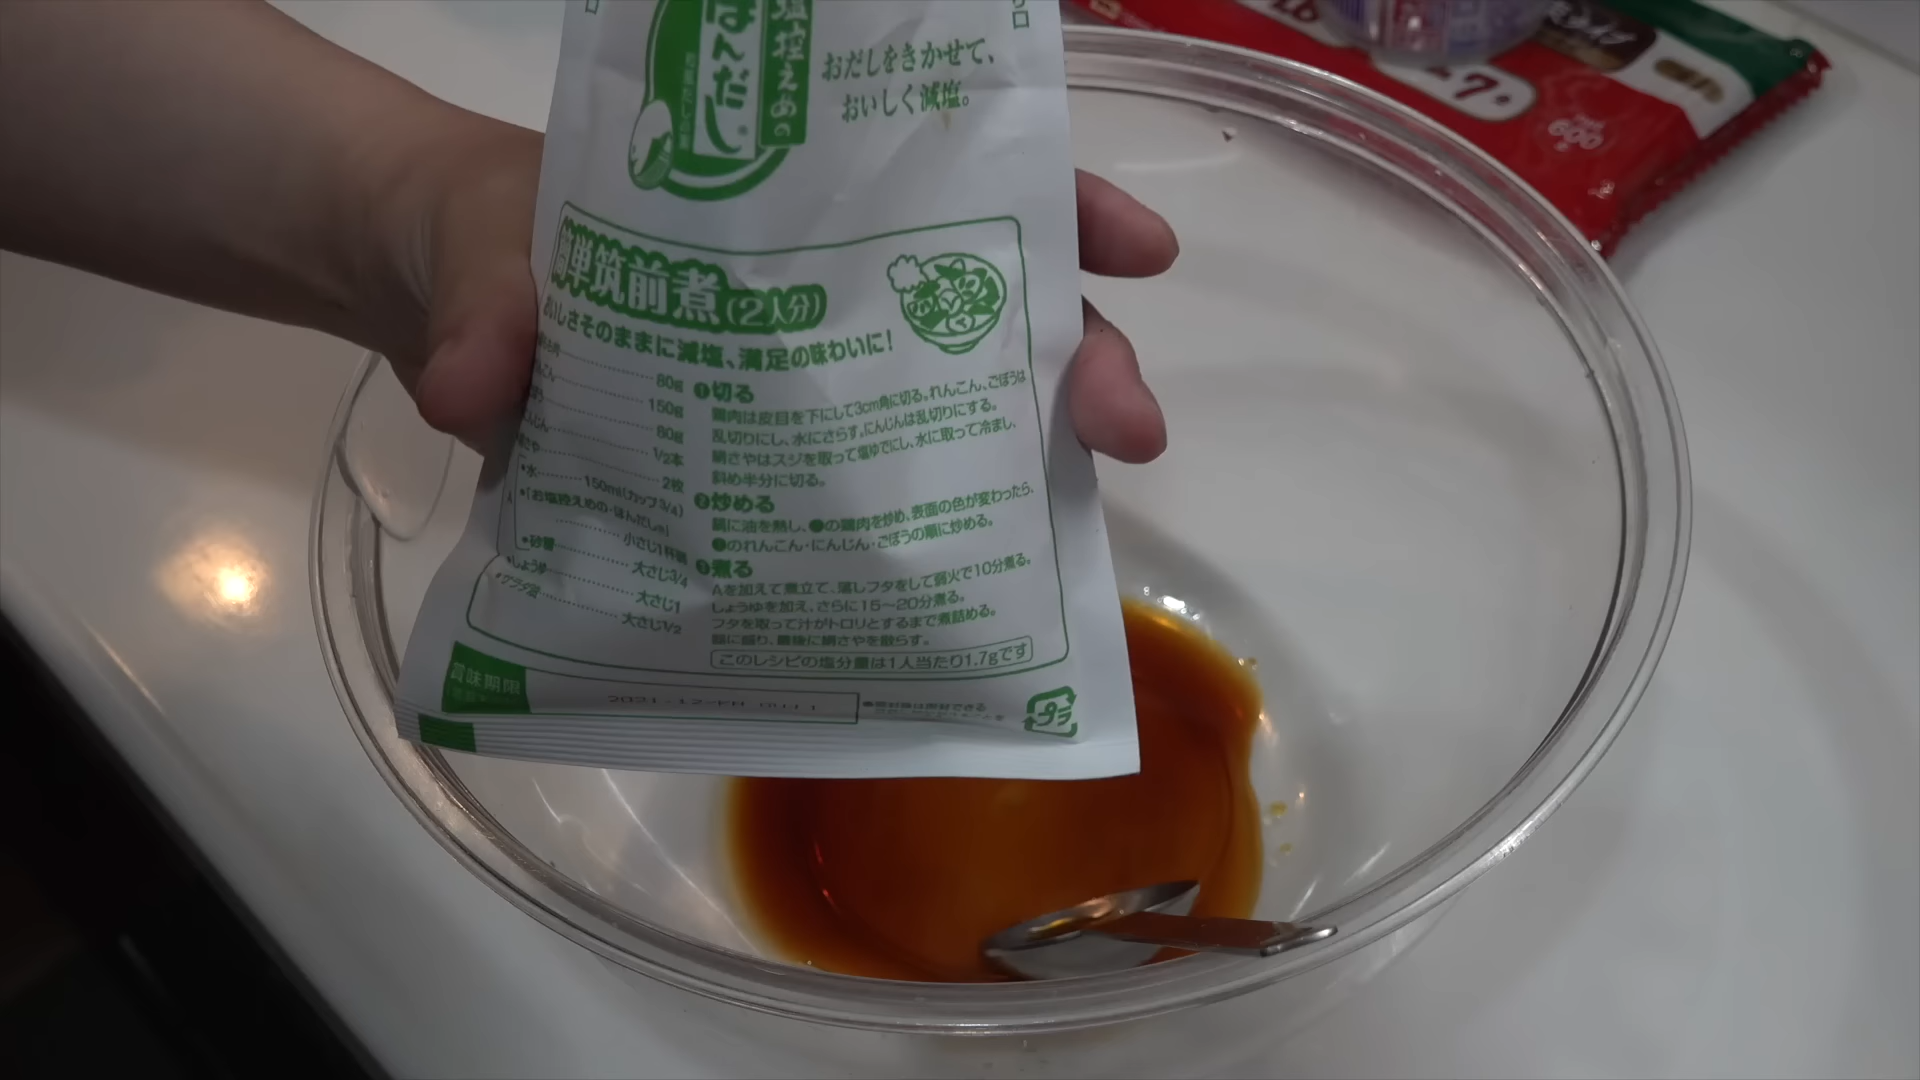 塩控えめの
ほんだし®
おだしをきかせて、
おいしく減塩。
簡単筑前煮(2人分)
おいしさそのままに減塩、満足の味わいに!
80g
150g
80g
にんじん 1/2本
2枚
A
•水 150ml(カップ3/4)
•「お塩控えめの・ほんだし®」
小さじ1杯強
•砂糖 大さじ3/4
•しょうゆ 大さじ1
•サラダ油 大さじ1/2
❶切る
鶏肉は皮目を下にして3cm角に切る。れんこん、ごぼうは
乱切りにし、水にさらす。にんじんは乱切りにする。
絹さやはスジを取って塩ゆでにし、水に取って冷まし、
斜め半分に切る。
❷炒める
鍋に油を熱し、❶の鶏肉を炒め、表面の色が変わったら、
❶のれんこん・にんじん・ごぼうの順に炒める。
❸煮る
Aを加えて煮立て、落しフタをして弱火で10分煮る。
しょうゆを加え、さらに15〜20分煮る。
フタを取って汁がトロリとするまで煮詰める。
器に盛り、最後に絹さやを散らす。
このレシピの塩分量は1人当たり1.7gです
賞味期限
プラ
600